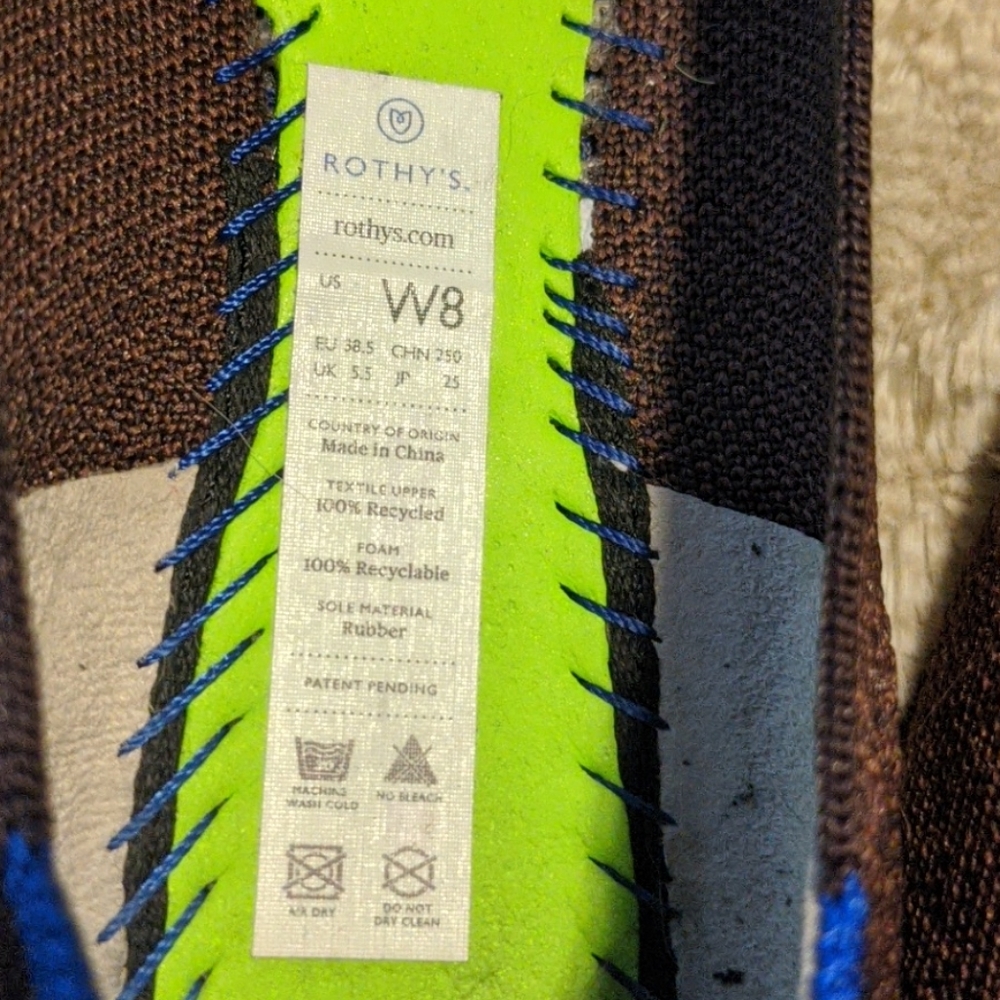 ROTHY'S
rothys.com
US W8
EU 38.5 CHN 250
UK 5.5 JP 25
COUNTRY OF ORIGIN
Made in China
TEXTILE UPPER
100% Recycled
FOAM
100% Recyclable
SOLE MATERIAL
Rubber
PATENT PENDING
MACHINE NO BLEACH
WASH COLD
AIR DRY DO NOT
DRY CLEAN